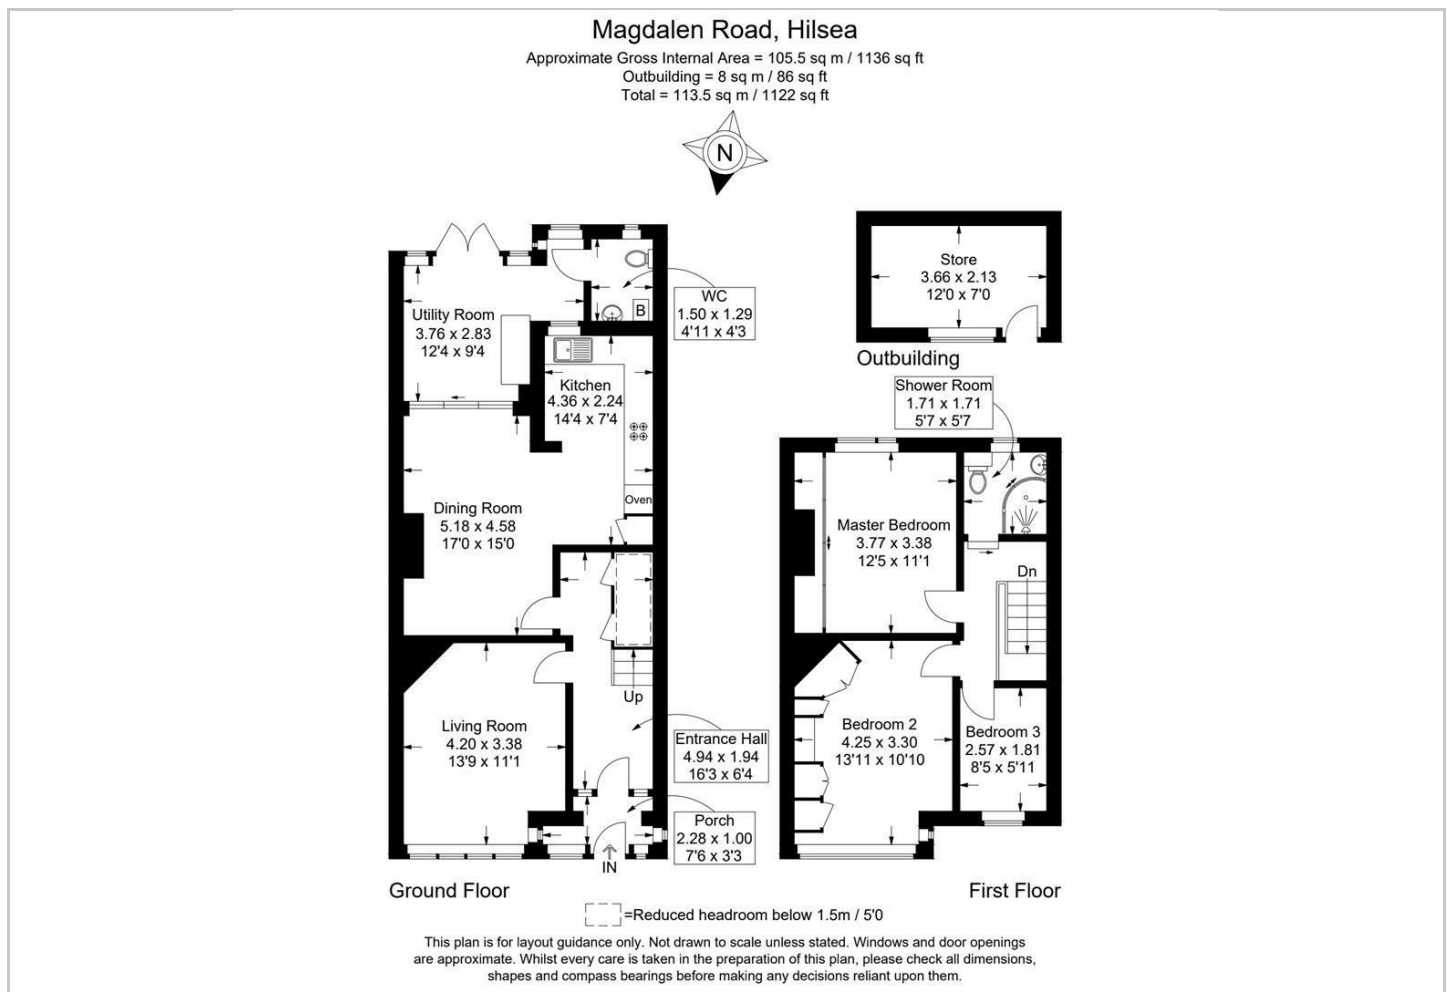 Magdalen Road, Hilsea
Approximate Gross Internal Area = 105.5 sq m / 1136 sq ft
Outbuilding = 8 sq m / 86 sq ft
Total = 113.5 sq m / 1122 sq ft
N
Utility Room
3.76 x 2.83
12'4 x 9'4
B
WC
1.50 x 1.29
4'11 x 4'3
Kitchen
4.36 x 2.24
14'4 x 7'4
Oven
Dining Room
5.18 x 4.58
17'0 x 15'0
Up
Living Room
4.20 x 3.38
13'9 x 11'1
Entrance Hall
4.94 x 1.94
16'3 x 6'4
Porch
2.28 x 1.00
7'6 x 3'3
IN
Ground Floor
Store
3.66 x 2.13
12'0 x 7'0
Outbuilding
Shower Room
1.71 x 1.71
5'7 x 5'7
Master Bedroom
3.77 x 3.38
12'5 x 11'1
Dn
Bedroom 2
4.25 x 3.30
13'11 x 10'10
Bedroom 3
2.57 x 1.81
8'5 x 5'11
First Floor
=Reduced headroom below 1.5m / 5'0
This plan is for layout guidance only. Not drawn to scale unless stated. Windows and door openings
are approximate. Whilst every care is taken in the preparation of this plan, please check all dimensions,
shapes and compass bearings before making any decisions reliant upon them.